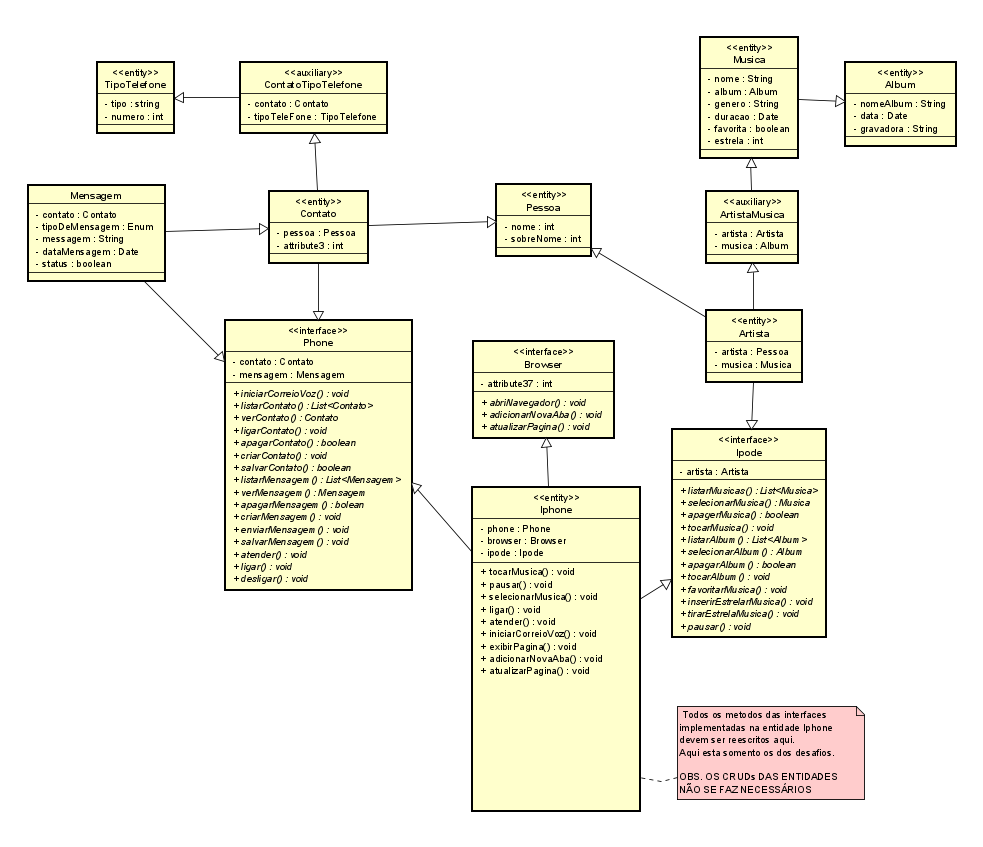 <<entity>>
TipoTelefone
- tipo : string
- numero : int
<<auxiliary>>
ContatoTipoTelefone
- contato : Contato
- tipoTeleFone : TipoTelefone
<<entity>>
Musica
- nome : String
- album : Album
- genero : String
- duracao : Date
- favorita : boolean
- estrela : int
<<entity>>
Album
- nomeAlbum : String
- data : Date
- gravadora : String
Mensagem
- contato : Contato
- tipoDeMensagem : Enum
- messagem : String
- dataMensagem : Date
- status : boolean
<<entity>>
Contato
- pessoa : Pessoa
- attribute3 : int
<<entity>>
Pessoa
- nome : int
- sobreNome : int
<<auxiliary>>
ArtistaMusica
- artista : Artista
- musica : Album
<<entity>>
Artista
- artista : Pessoa
- musica : Musica
<<interface>>
Phone
- contato : Contato
- mensagem : Mensagem
+ iniciarCorreioVoz() : void
+ listarContato() : List<Contato>
+ verContato() : Contato
+ ligarContato() : void
+ apagarContato() : boolean
+ criarContato() : void
+ salvarContato() : boolean
+ listarMensagem() : List<Mensagem>
+ verMensagem() : Mensagem
+ apagarMensagem() : bolean
+ criarMensagem() : void
+ enviarMensagem() : void
+ salvarMensagem() : void
+ atender() : void
+ ligar() : void
+ desligar() : void
<<interface>>
Browser
- attribute37 : int
+ abriNavegador() : void
+ adicionarNovaAba() : void
+ atualizarPagina() : void
<<interface>>
Ipode
- artista : Artista
+ listarMusicas() : List<Musica>
+ selecionarMusica() : Musica
+ apagerMusica() : boolean
+ tocarMusica() : void
+ listarAlbum() : List<Album>
+ selecionarAlbum() : Album
+ apagarAlbum() : boolean
+ tocarAlbum() : void
+ favoritarMusica() : void
+ inserirEstrelarMusica() : void
+ tirarEstrelaMusica() : void
+ pausar() : void
<<entity>>
Iphone
- phone : Phone
- browser : Browser
- ipode : Ipode
+ tocarMusica() : void
+ pausar() : void
+ selecionarMusica() : void
+ ligar() : void
+ atender() : void
+ iniciarCorreioVoz() : void
+ exibirPagina() : void
+ adicionarNovaAba() : void
+ atualizarPagina() : void
Todos os metodos das interfaces
implementadas na entidade Iphone
devem ser reescritos aqui.
Aqui esta somento os dos desafios.
OBS. OS CRUDs DAS ENTIDADES
NÃO SE FAZ NECESSÁRIOS